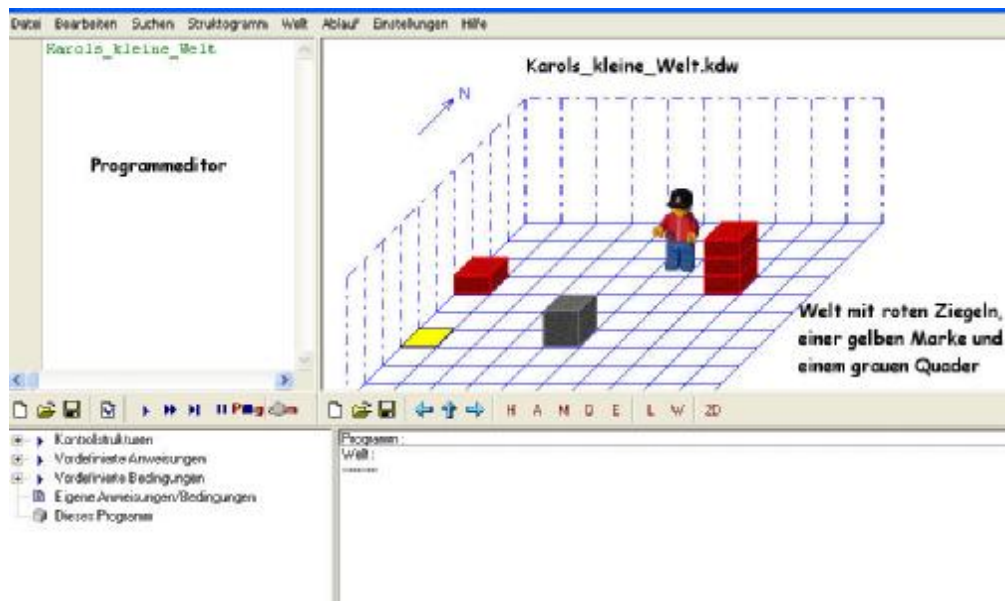 Datei Bearbeiten Suchen Struktogramm Welt Ablauf Einstellungen Hilfe
Karols_kleine_Welt
Programmeditor
Karols_kleine_Welt.kdw
N
Welt mit roten Ziegeln,
einer gelben Marke und
einem grauen Quader
H A M Q E L W 2D
Kontrollstrukturen
Vordefinierte Anweisungen
Vordefinierte Bedingungen
Eigene Anweisungen/Bedingungen
Dieses Programm
Programm :
Welt :